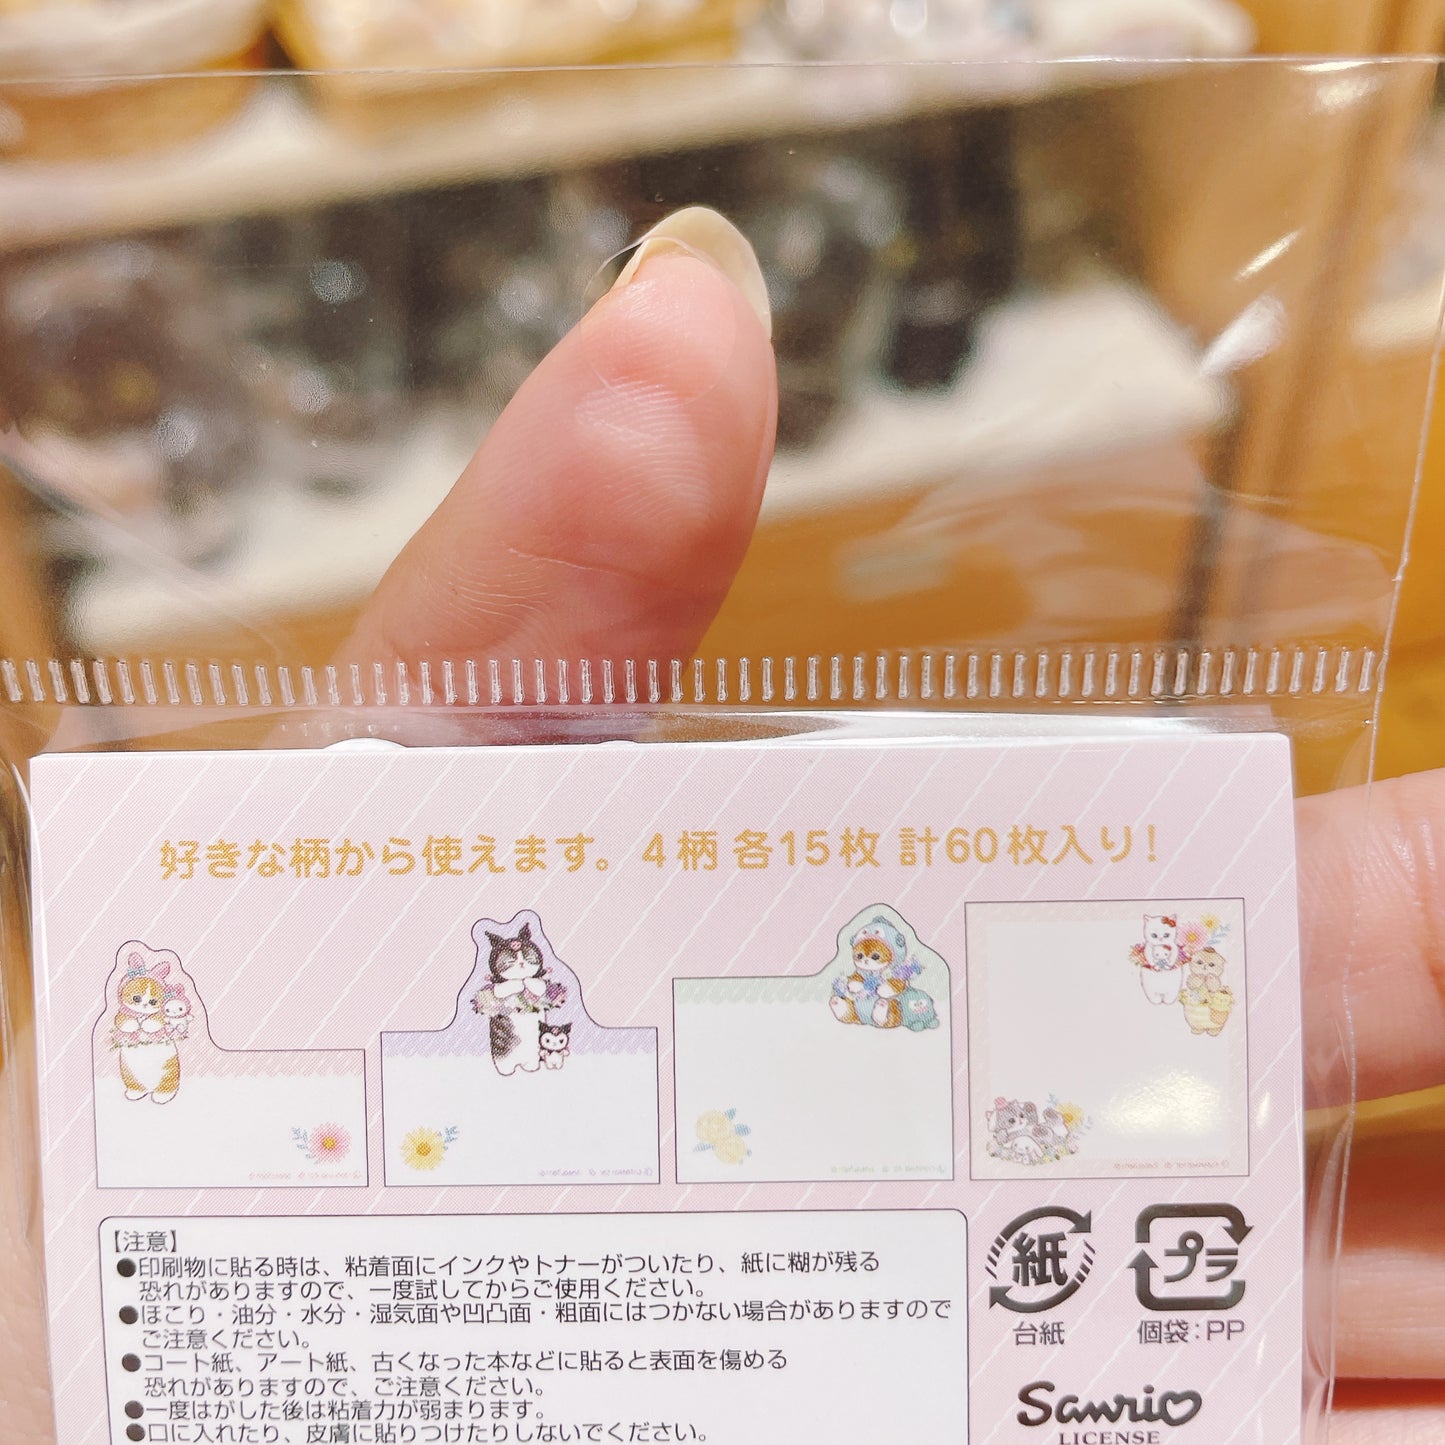 好きな柄から使えます。4柄 各15枚 計60枚入り!
【注意】
●印刷物に貼る時は、粘着面にインクやトナーがついたり、紙に糊が残る
恐れがありますので、一度試してからご使用ください。
●ほこり・油分・水分・湿気面や凹凸面・粗面にはつかない場合がありますので
ご注意ください。
●コート紙、アート紙、古くなった本などに貼ると表面を傷める
恐れがありますので、ご注意ください。
●一度はがした後は粘着力が弱まります。
●口に入れたり、皮膚に貼りつけたりしないでください。
紙
台紙
プラ
個袋:PP
Sanrio
LICENSE